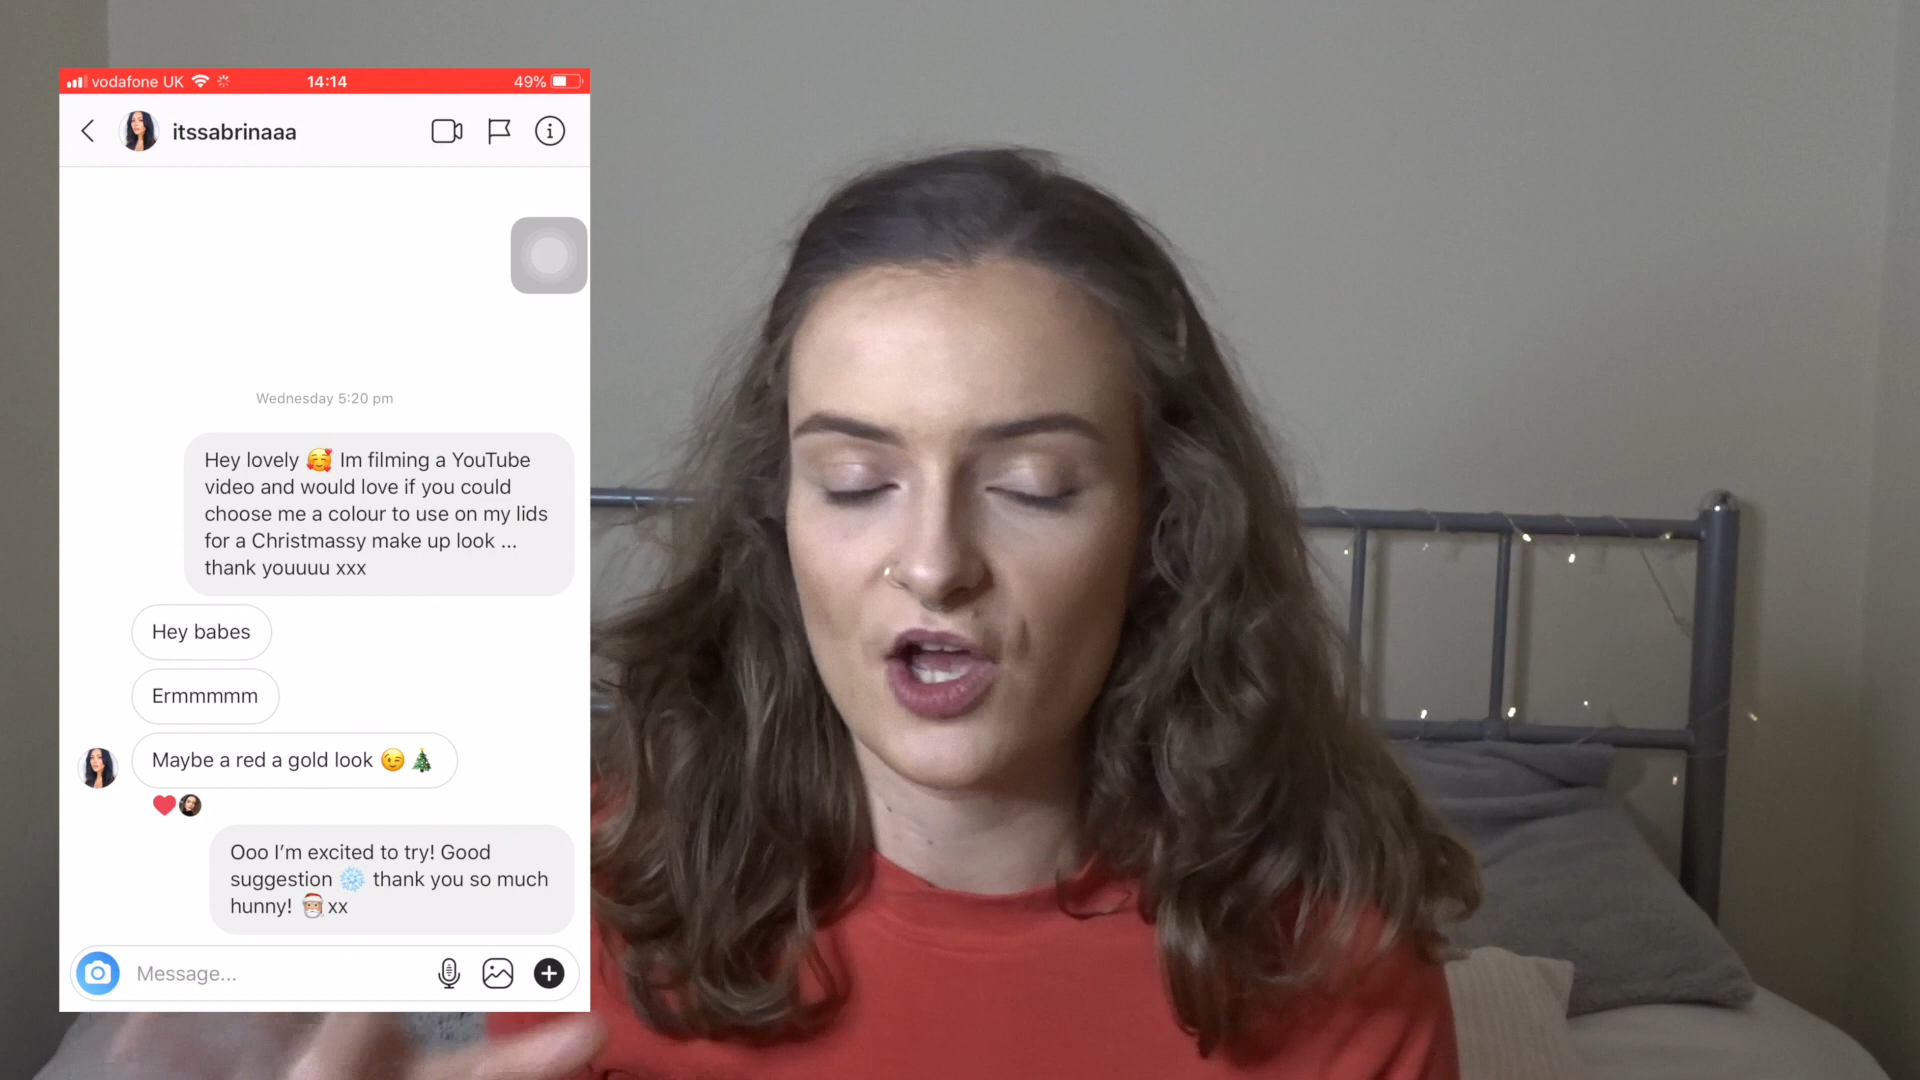 vodafone UK 14:14 49%
itssabrinaaa
Wednesday 5:20 pm
Hey lovely 🥰 Im filming a YouTube
video and would love if you could
choose me a colour to use on my lids
for a Christmassy make up look ...
thank youuuu xxx
Hey babes
Ermmmmm
Maybe a red a gold look 😉 🎄
Ooo I'm excited to try! Good
suggestion ❄️ thank you so much
hunny! 🎅🏼 xx
Message...